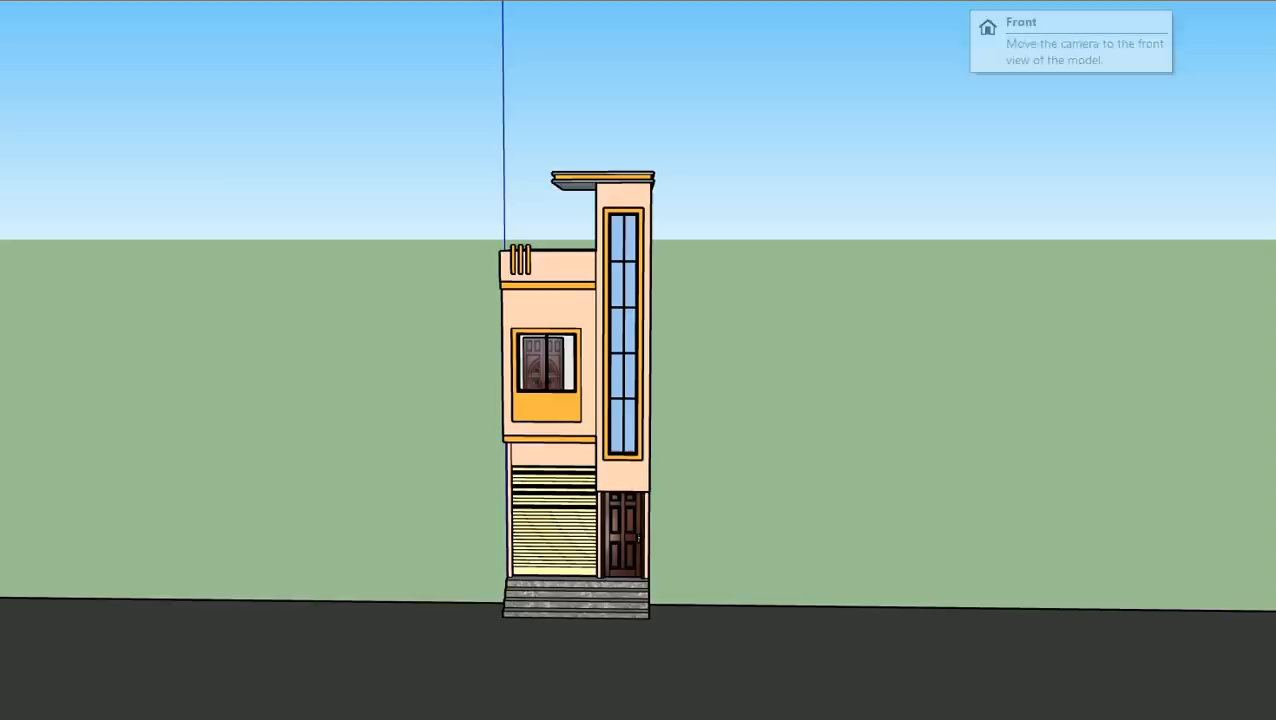 Front
Move the camera to the front
view of the model.